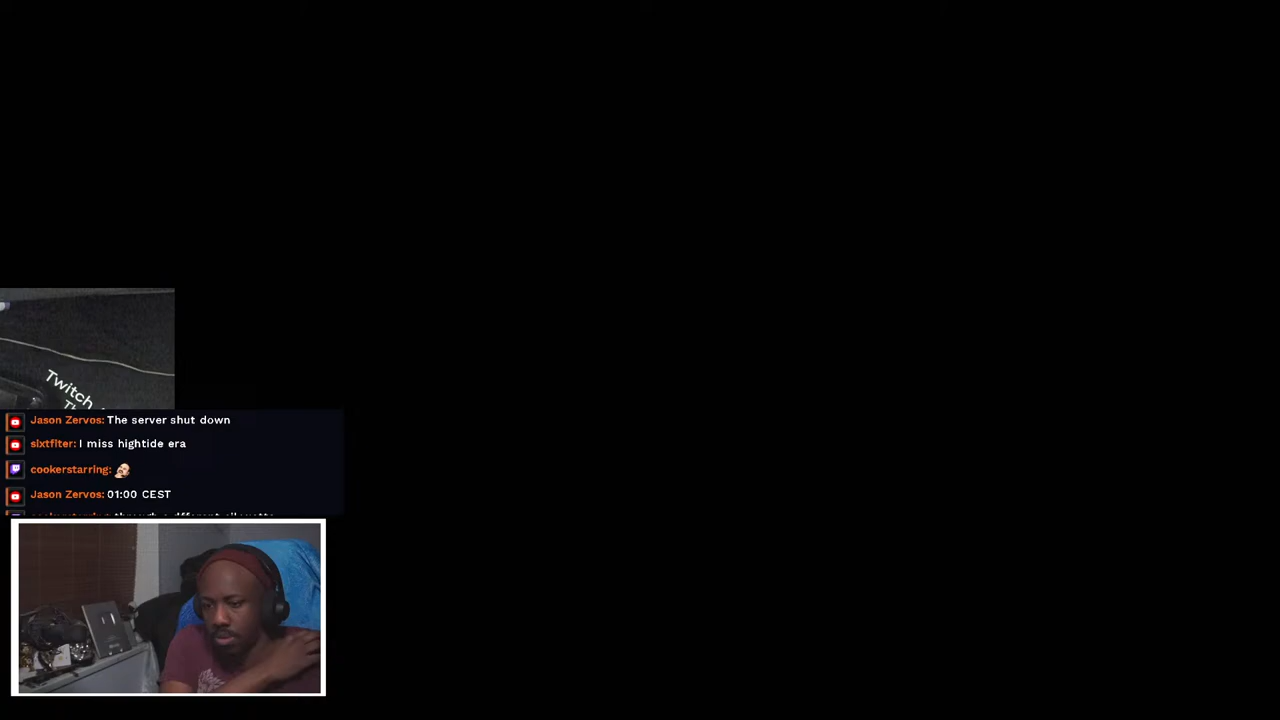 Twitch
Jason Zervos: The server shut down
sixtfiter: I miss hightide era
cookerstarring:
Jason Zervos: 01:00 CEST